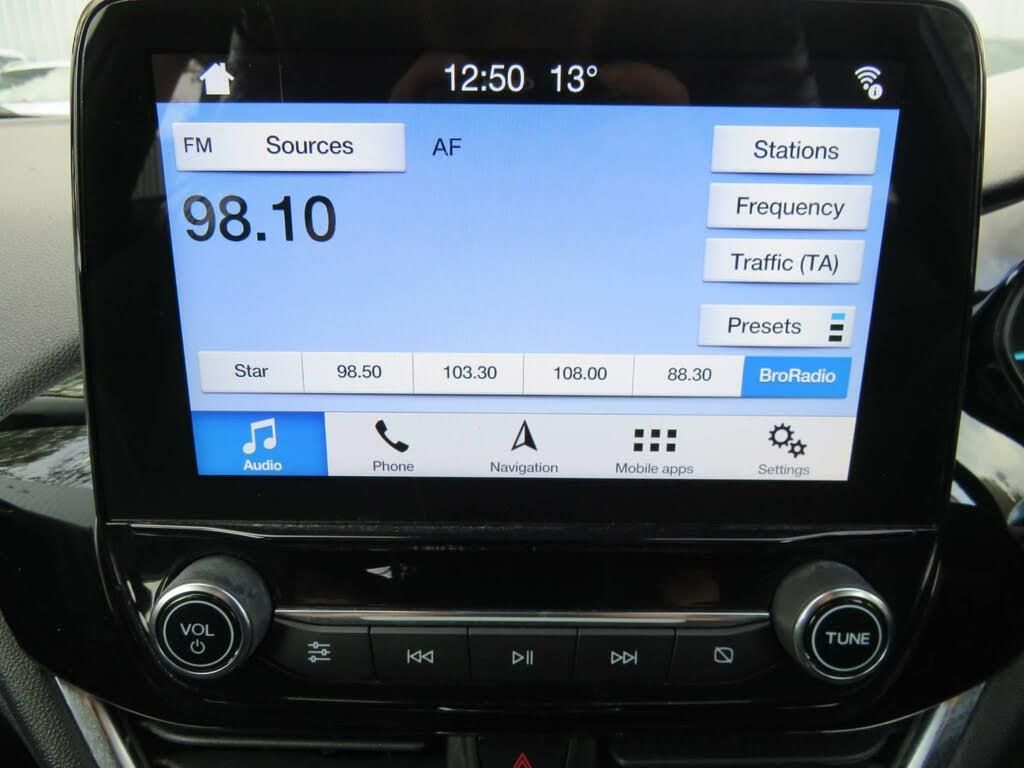 12:50 13°
FM Sources AF
Stations
98.10
Frequency
Traffic (TA)
Presets
Star 98.50 103.30 108.00 88.30 BroRadio
Audio Phone Navigation Mobile apps Settings
VOL
TUNE